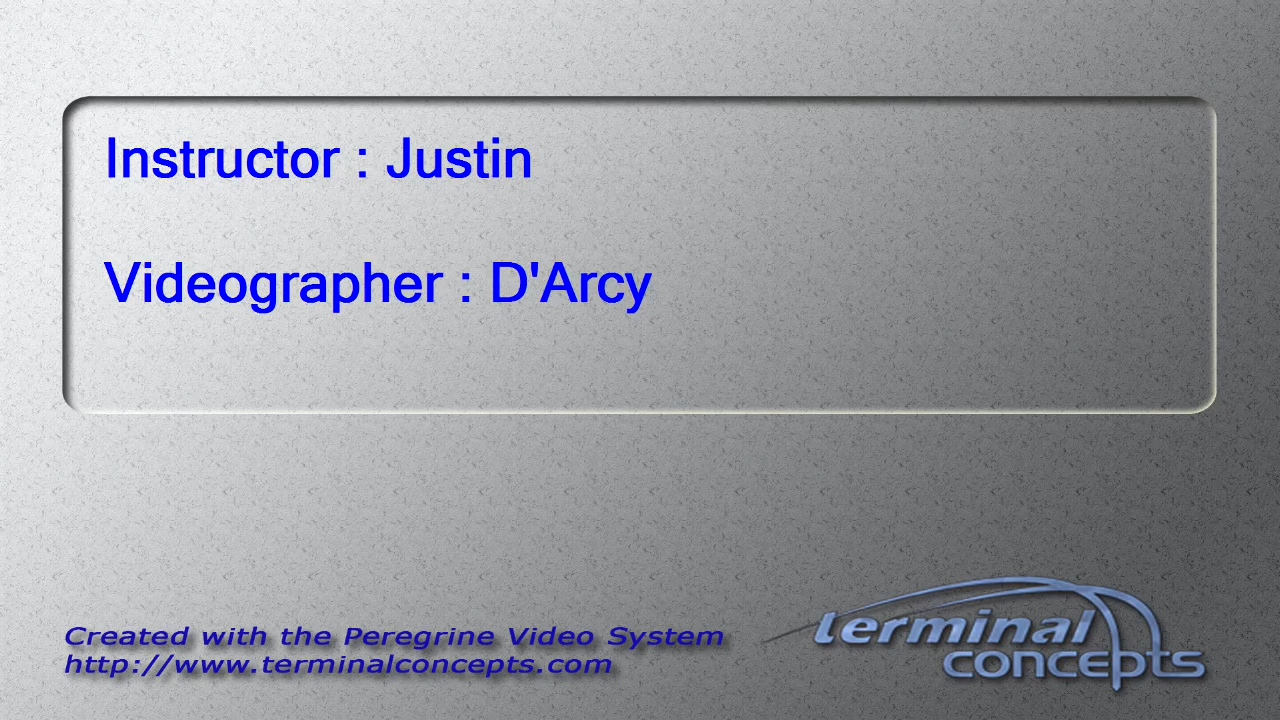 Instructor : Justin
Videographer : D'Arcy
Created with the Peregrine Video System
http://www.terminalconcepts.com
terminal
concepts